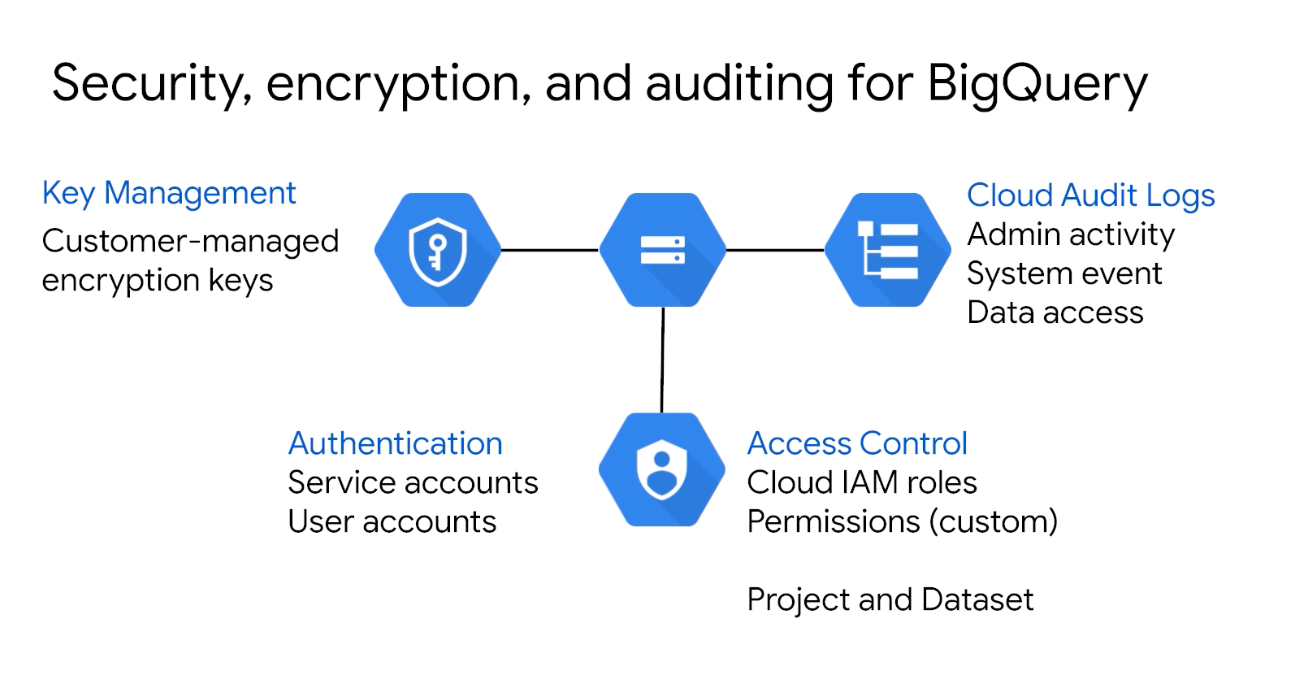 Security, encryption, and auditing for BigQuery
Key Management
Customer-managed
encryption keys
Cloud Audit Logs
Admin activity
System event
Data access
Authentication
Service accounts
User accounts
Access Control
Cloud IAM roles
Permissions (custom)
Project and Dataset